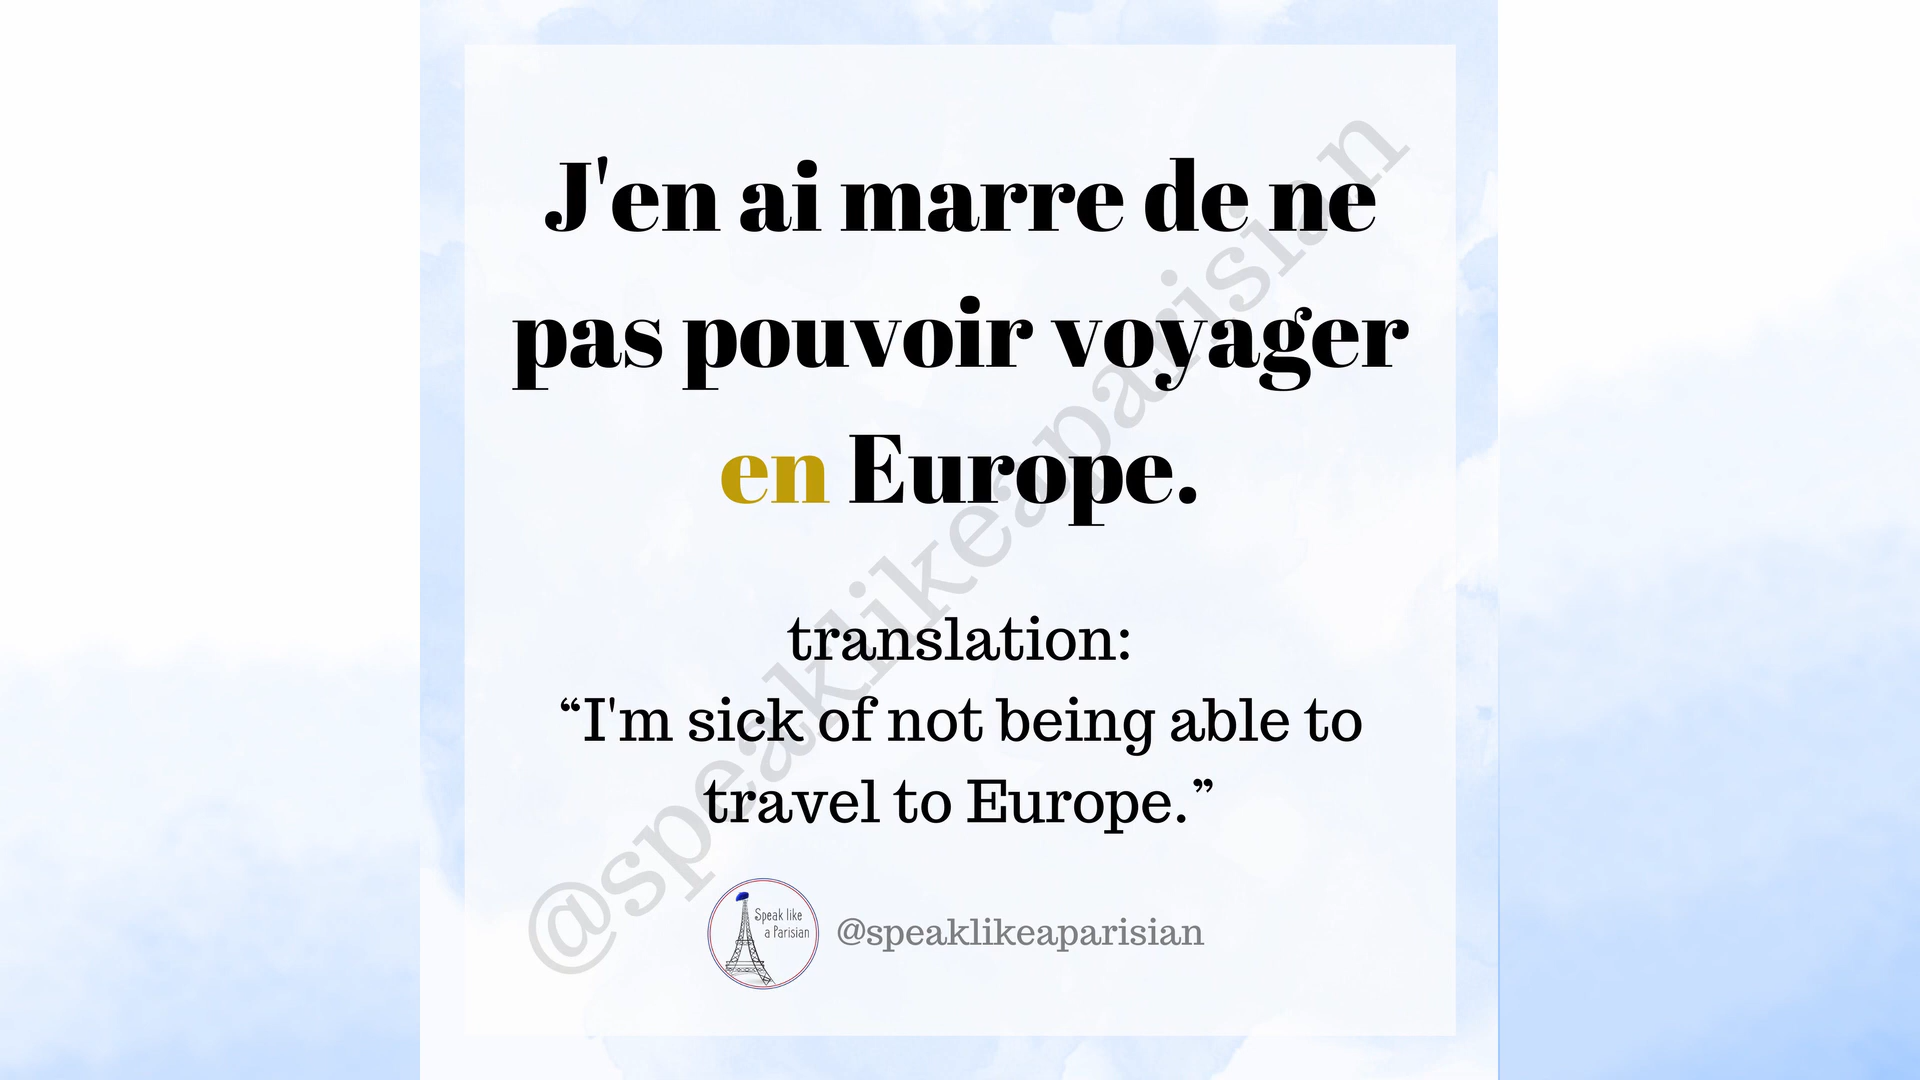 J'en ai marre de ne
pas pouvoir voyager
en Europe.
translation:
“I'm sick of not being able to
travel to Europe.”
Speak like
a Parisian
@speaklikeaparisian
@speaklikeaparisian